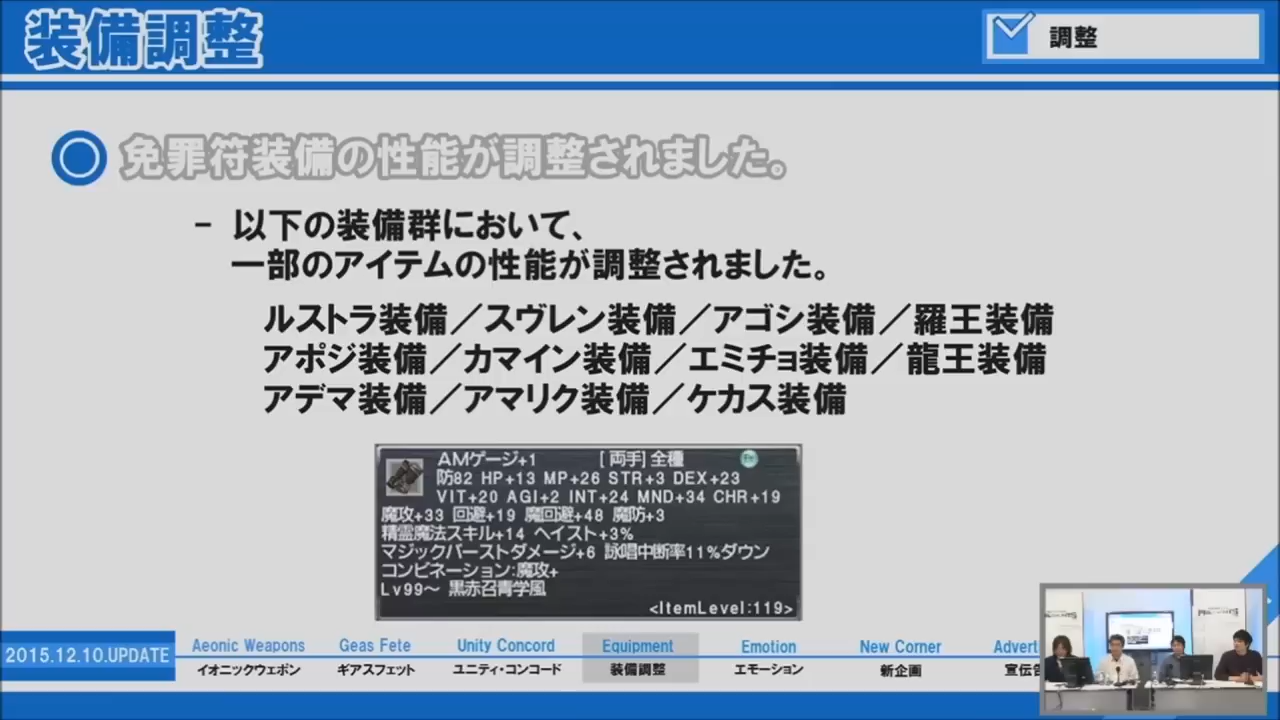 装備調整
調整
免罪符装備の性能が調整されました。
- 以下の装備群において、
一部のアイテムの性能が調整されました。
ルストラ装備／スヴレン装備／アゴシ装備／羅王装備
アポジ装備／カマイン装備／エミチョ装備／龍王装備
アデマ装備／アマリク装備／ケカス装備
AMゲージ+1 [両手]全種
防82 HP+13 MP+26 STR+3 DEX+23
VIT+20 AGI+2 INT+24 MND+34 CHR+19
魔攻+33 回避+19 魔回避+48 魔防+3
精霊魔法スキル+14 ヘイスト+3%
マジックバーストダメージ+6 詠唱中断率11%ダウン
コンビネーション:魔攻+
Lv99～ 黒赤召青学風
<ItemLevel:119>
2015.12.10.UPDATE
Aeonic Weapons
イオニックウェポン
Geas Fete
ギアスフェット
Unity Concord
ユニティ・コンコード
Equipment
装備調整
Emotion
エモーション
New Corner
新企画
Advert
宣伝